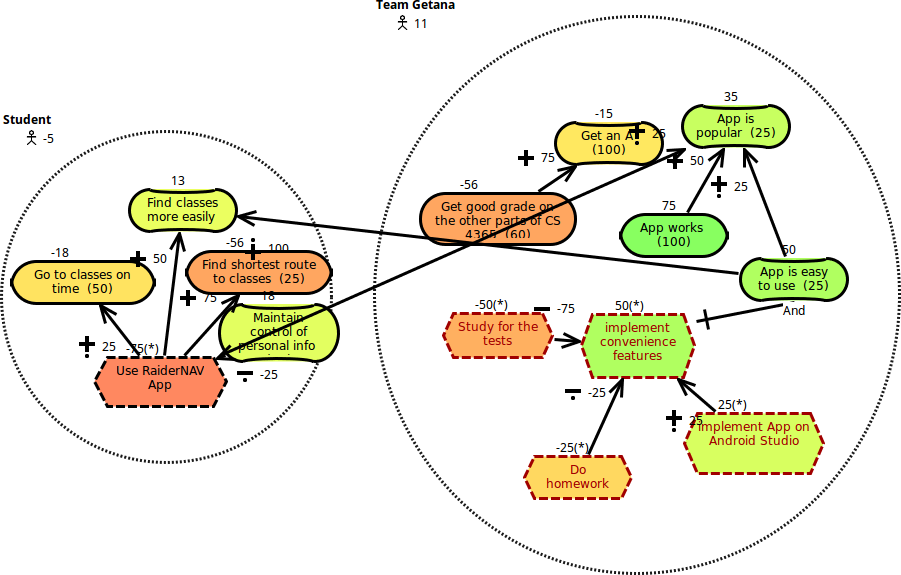 Team Getana
11
Student
-5
13
Find classes
more easily
-18
Go to classes on
time (50)
50
-56
100
Find shortest route
to classes (25)
75
18
Maintain
control of
personal info
25
-75(*)
Use RaiderNAV
App
-25
-15
Get an A
(100)
25
35
App is
popular (25)
75
50
-56
Get good grade on
the other parts of CS
4365 (60)
25
75
App works
(100)
50
App is easy
to use (25)
And
-50(*)
-75
Study for the
tests
50(*)
implement
convenience
features
-25
25(*)
25
implement App on
Android Studio
-25(*)
Do
homework